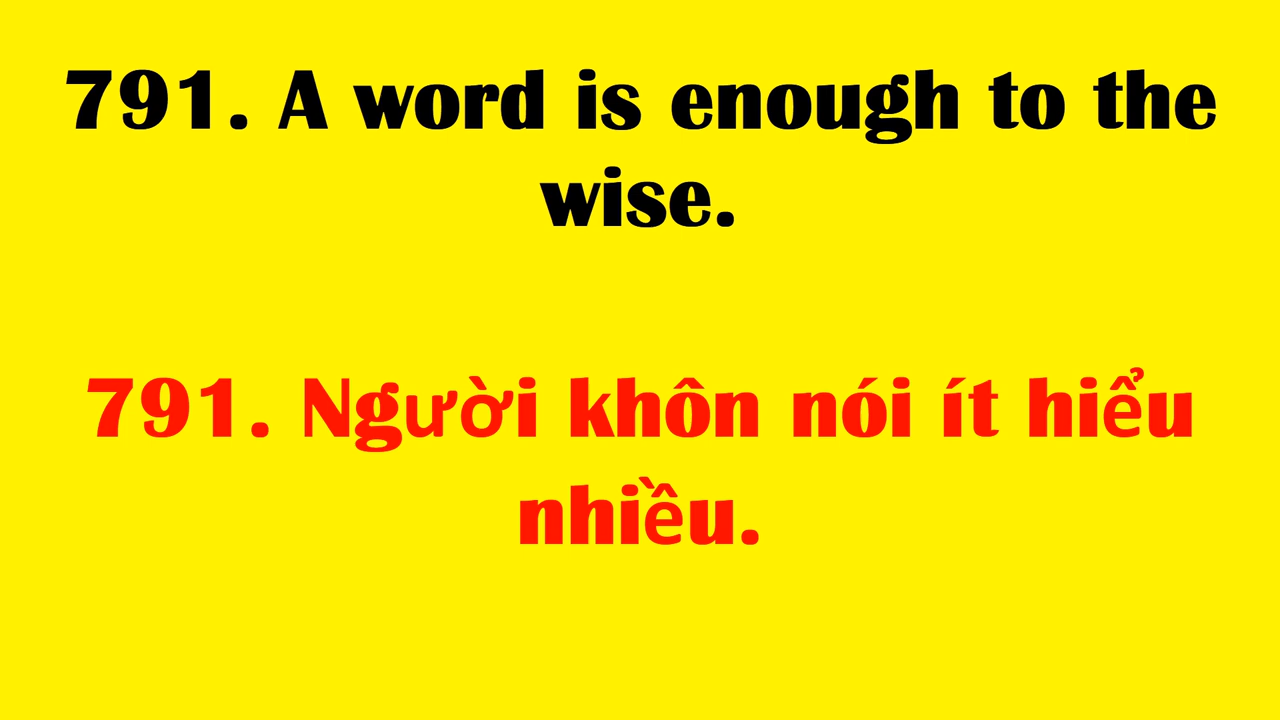 791. A word is enough to the
wise.
791. Người khôn nói ít hiểu
nhiều.